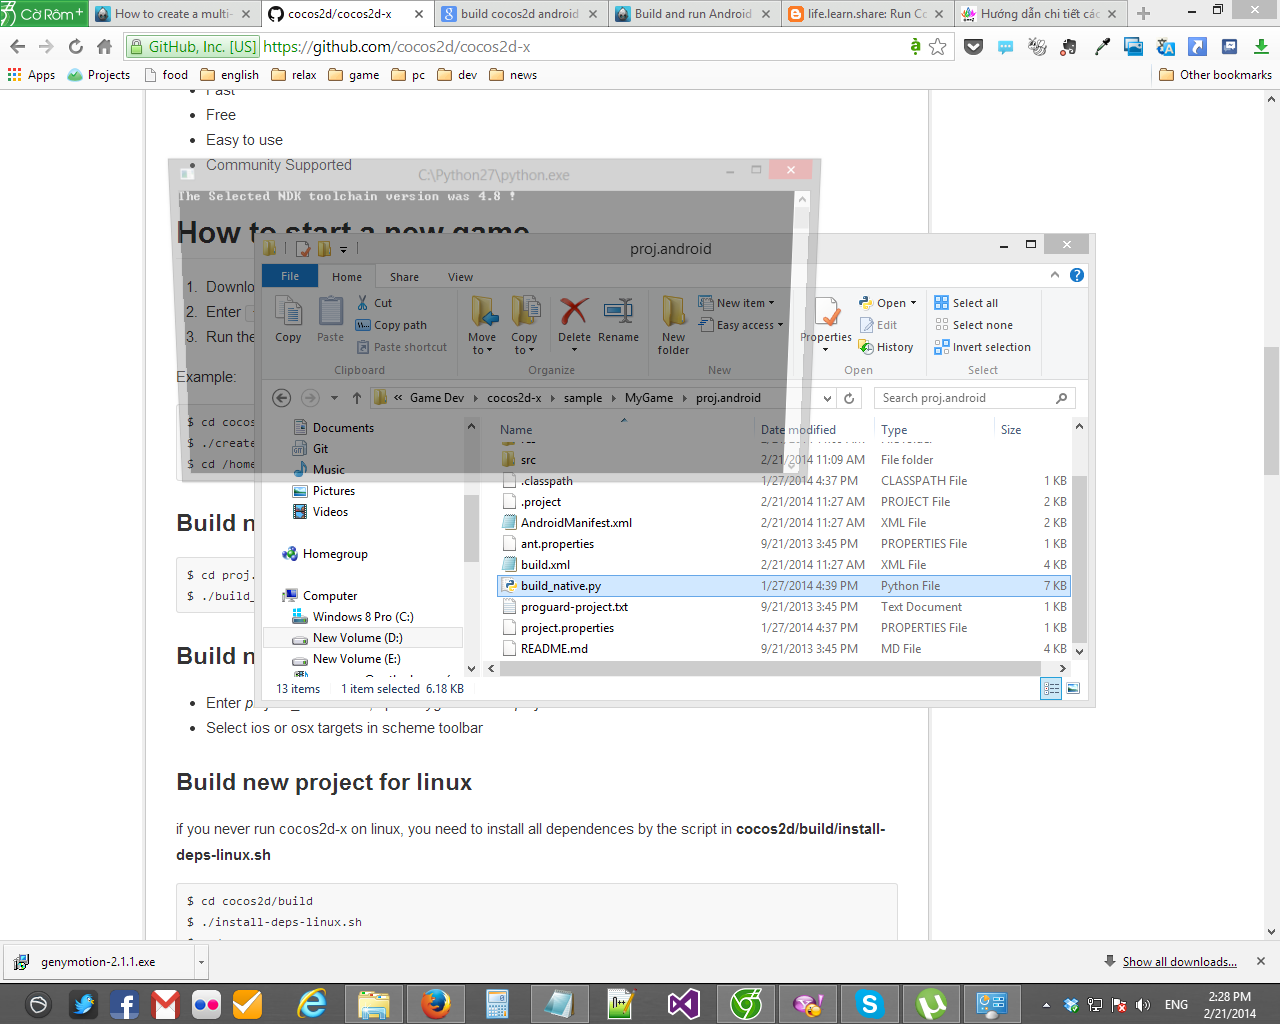 Cờ Rôm+
How to create a multi-
cocos2d/cocos2d-x
build cocos2d android
Build and run Android
life.learn.share: Run Co
Hướng dẫn chi tiết các
GitHub, Inc. [US] https://github.com/cocos2d/cocos2d-x
Apps Projects food english relax game pc dev news Other bookmarks
Fast
Free
Easy to use
Community Supported
C:\Python27\python.exe
The Selected NDK toolchain version was 4.8 !
How to start a new game
1. Downlo
2. Enter
3. Run the
Example:
$ cd cocos
$ ./create
$ cd /home
Build n
$ cd proj.
$ ./build_
Build n
Enter
Select ios or osx targets in scheme toolbar
Build new project for linux
if you never run cocos2d-x on linux, you need to install all dependences by the script in cocos2d/build/install-
deps-linux.sh
$ cd cocos2d/build
$ ./install-deps-linux.sh
proj.android
File Home Share View
Copy
Paste
Cut
Copy path
Paste shortcut
Clipboard
Move to
Copy to
Delete
Rename
Organize
New folder
New item
Easy access
New
Properties
Open
Edit
History
Open
Select all
Select none
Invert selection
Select
« Game Dev cocos2d-x sample MyGame proj.android
Search proj.android
Documents
Git
Music
Pictures
Videos
Homegroup
Computer
Windows 8 Pro (C:)
New Volume (D:)
New Volume (E:)
Name Date modified Type Size
src 2/21/2014 11:09 AM File folder
.classpath 1/27/2014 4:37 PM CLASSPATH File 1 KB
.project 2/21/2014 11:27 AM PROJECT File 2 KB
AndroidManifest.xml 2/21/2014 11:27 AM XML File 2 KB
ant.properties 9/21/2013 3:45 PM PROPERTIES File 1 KB
build.xml 2/21/2014 11:27 AM XML File 4 KB
build_native.py 1/27/2014 4:39 PM Python File 7 KB
proguard-project.txt 9/21/2013 3:45 PM Text Document 1 KB
project.properties 1/27/2014 4:37 PM PROPERTIES File 1 KB
README.md 9/21/2013 3:45 PM MD File 4 KB
13 items 1 item selected 6.18 KB
genymotion-2.1.1.exe
Show all downloads...
ENG
2:28 PM
2/21/2014